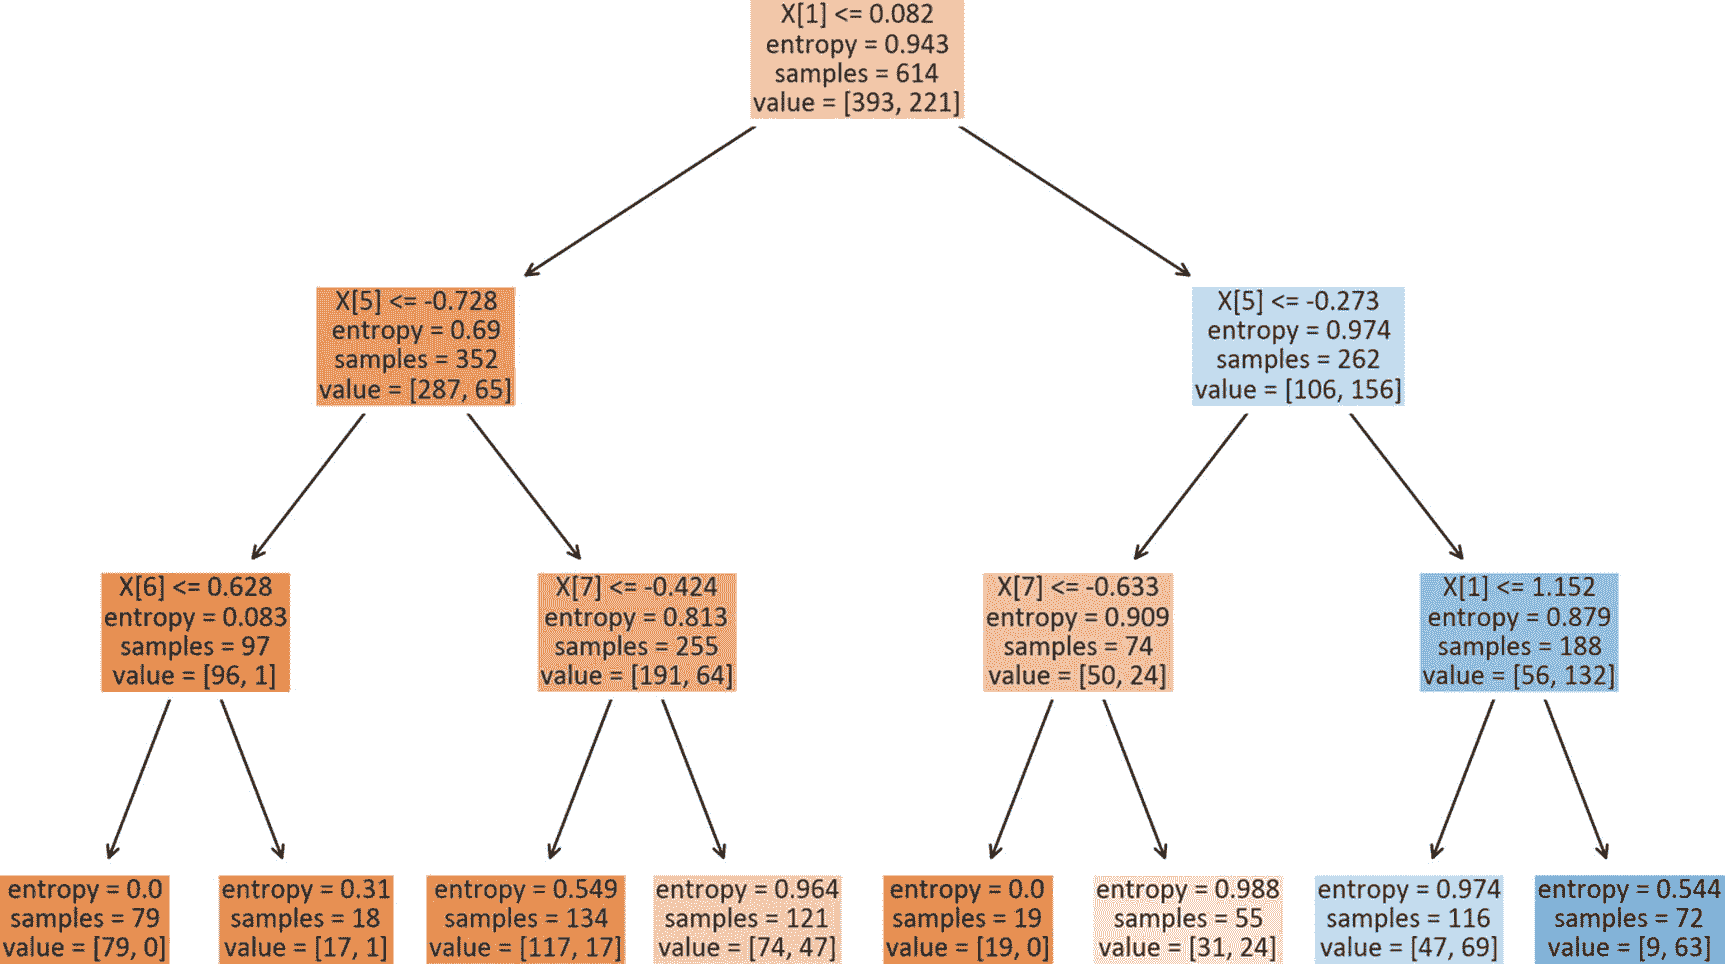 X[1] <= 0.082
entropy = 0.943
samples = 614
value = [393, 221]
X[5] <= -0.728
entropy = 0.69
samples = 352
value = [287, 65]
X[5] <= -0.273
entropy = 0.974
samples = 262
value = [106, 156]
X[6] <= 0.628
entropy = 0.083
samples = 97
value = [96, 1]
X[7] <= -0.424
entropy = 0.813
samples = 255
value = [191, 64]
X[7] <= -0.633
entropy = 0.909
samples = 74
value = [50, 24]
X[1] <= 1.152
entropy = 0.879
samples = 188
value = [56, 132]
entropy = 0.0
samples = 79
value = [79, 0]
entropy = 0.31
samples = 18
value = [17, 1]
entropy = 0.549
samples = 134
value = [117, 17]
entropy = 0.964
samples = 121
value = [74, 47]
entropy = 0.0
samples = 19
value = [19, 0]
entropy = 0.988
samples = 55
value = [31, 24]
entropy = 0.974
samples = 116
value = [47, 69]
entropy = 0.544
samples = 72
value = [9, 63]